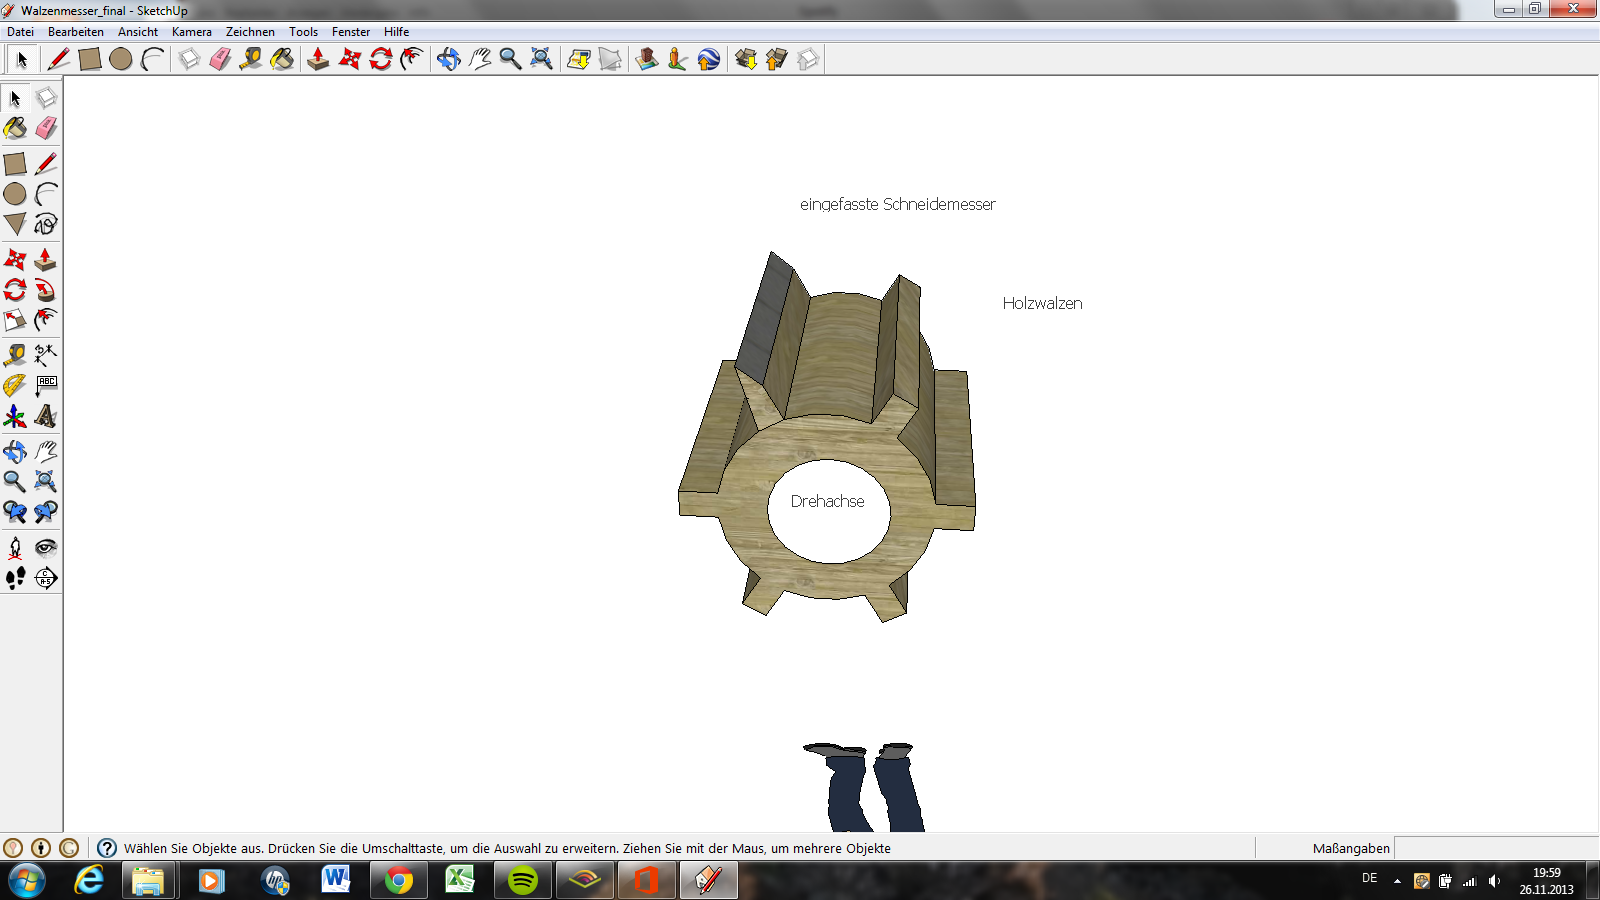 Walzenmesser_final - SketchUp
Datei Bearbeiten Ansicht Kamera Zeichnen Tools Fenster Hilfe
eingefasste Schneidemesser
Holzwalzen
ABC
Drehachse
Wählen Sie Objekte aus. Drücken Sie die Umschalttaste, um die Auswahl zu erweitern. Ziehen Sie mit der Maus, um mehrere Objekte
Maßangaben
DE
19:59
26.11.2013